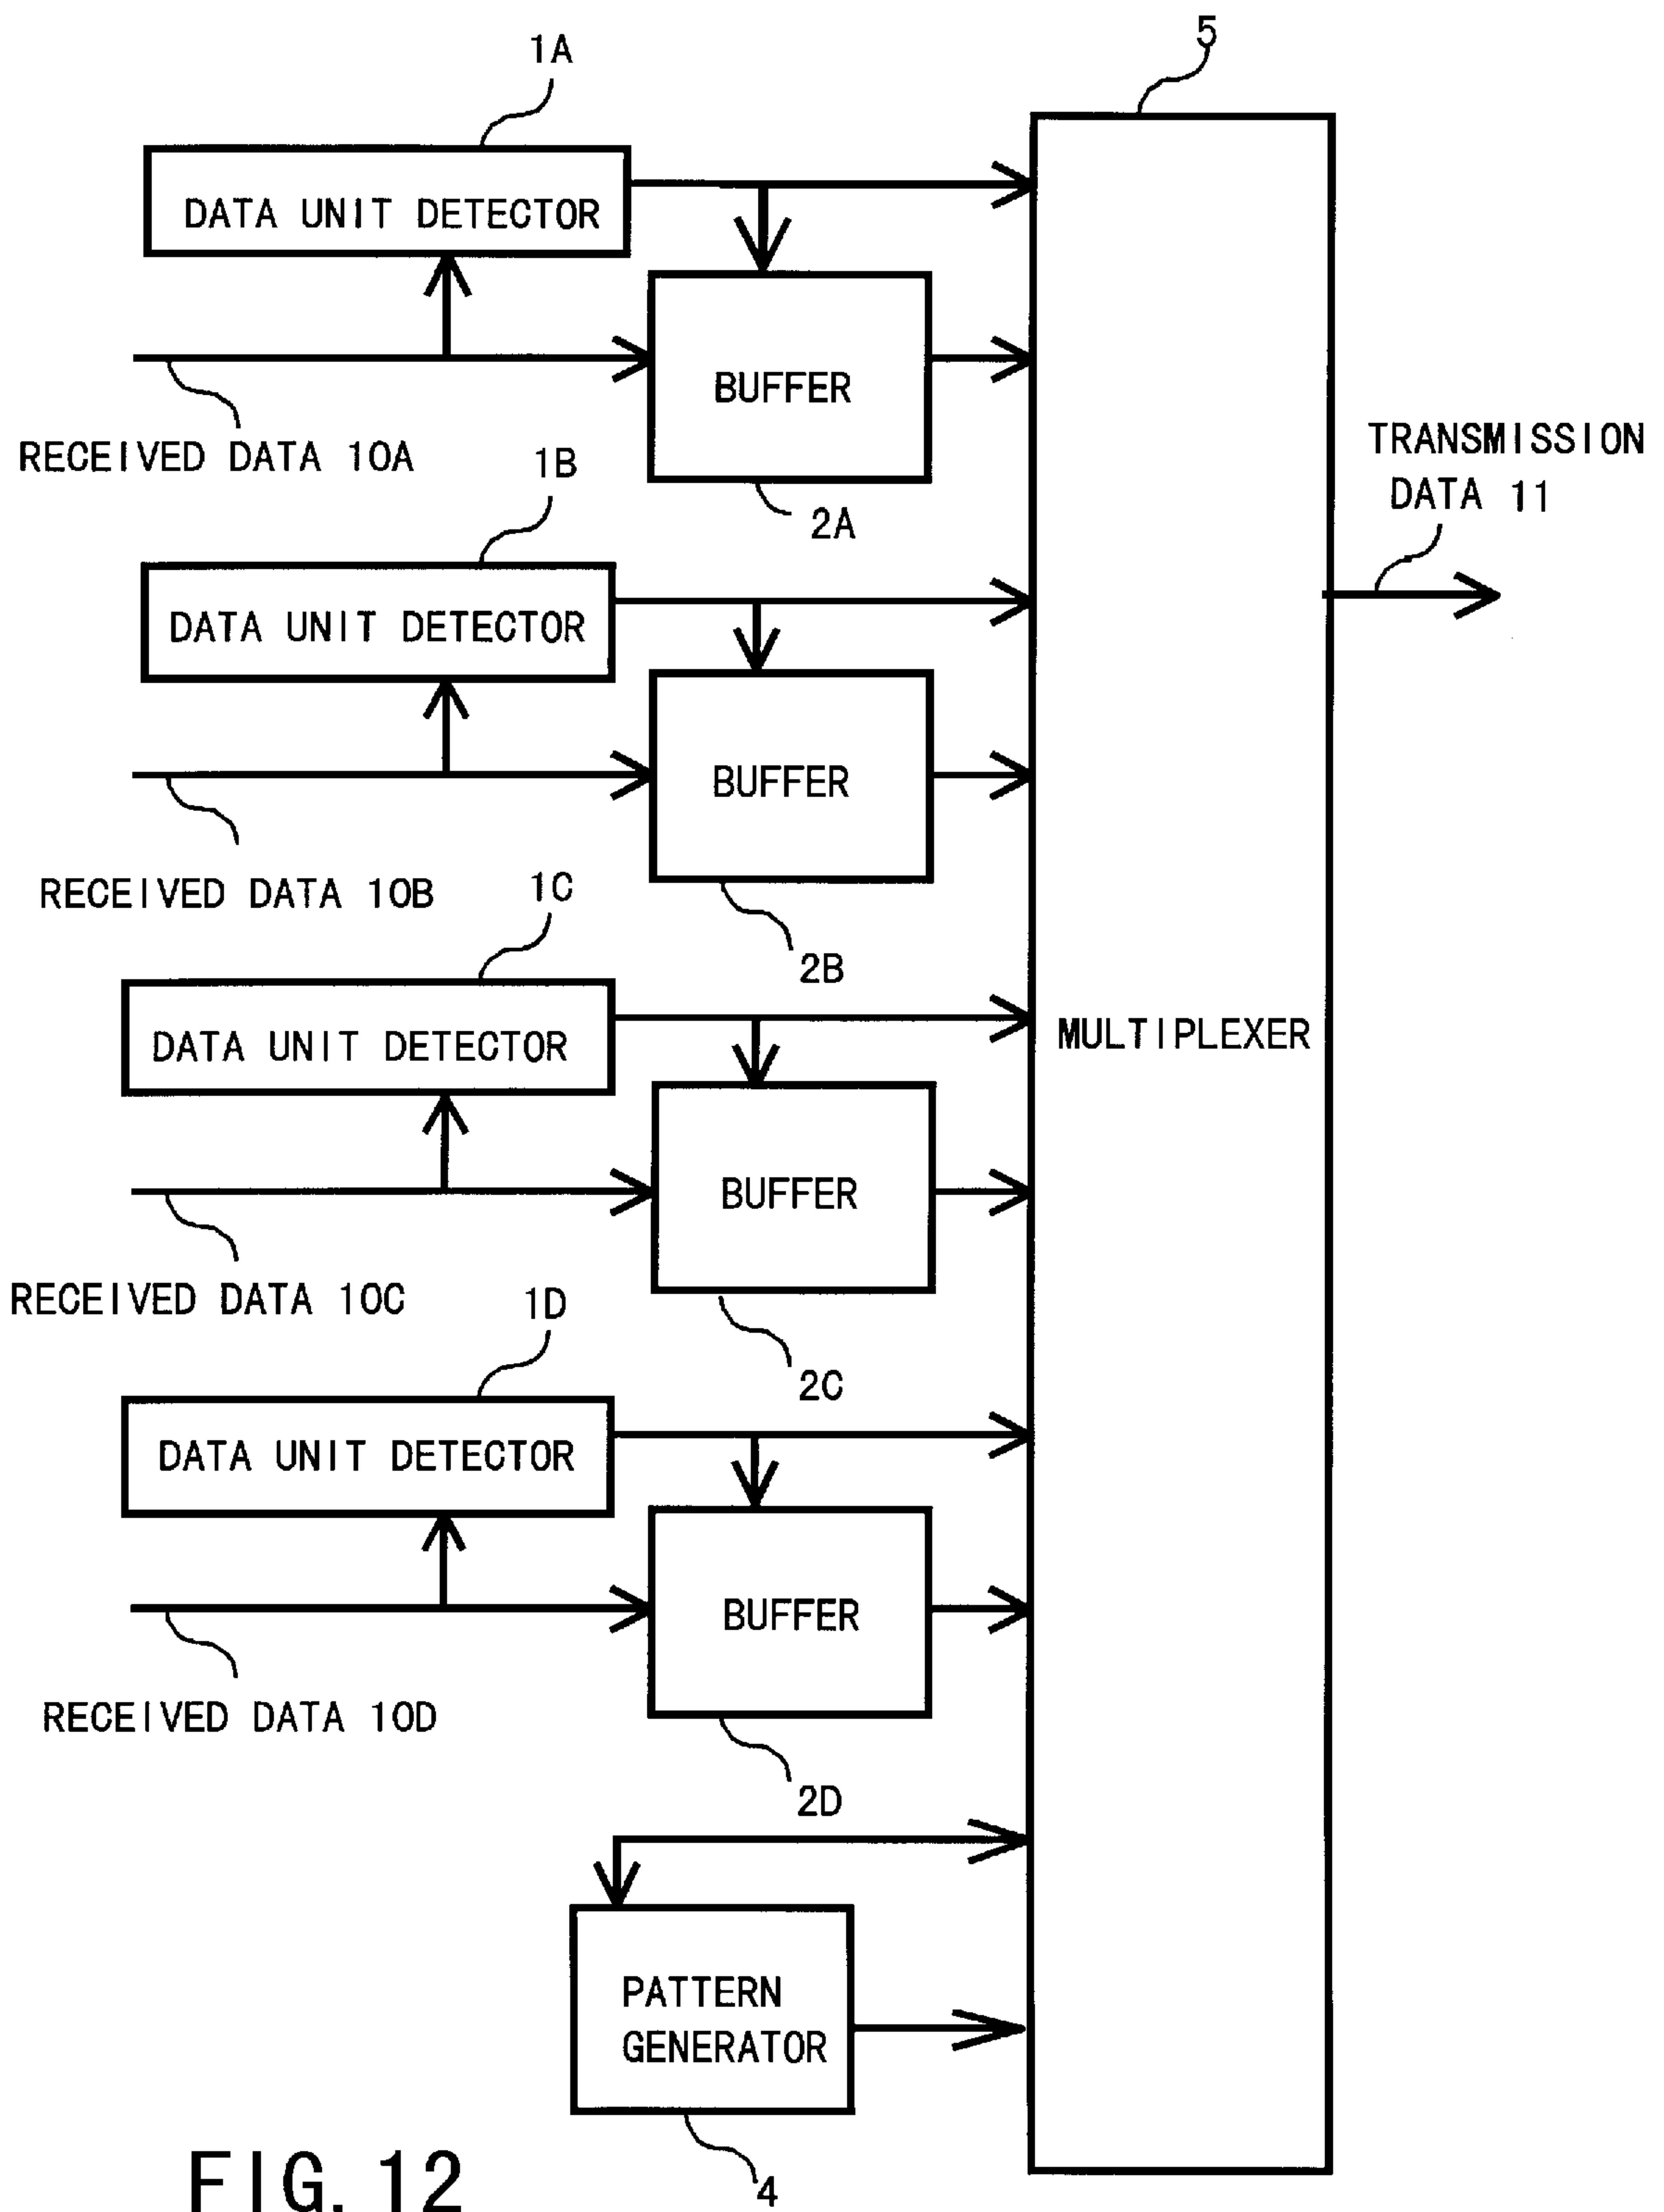 5
1A
DATA UNIT DETECTOR
BUFFER
RECEIVED DATA 10A
TRANSMISSION
DATA 11
1B
2A
DATA UNIT DETECTOR
BUFFER
RECEIVED DATA 10B
1C
2B
MULTIPLEXER
DATA UNIT DETECTOR
BUFFER
RECEIVED DATA 10C
1D
2C
DATA UNIT DETECTOR
BUFFER
RECEIVED DATA 10D
2D
PATTERN
GENERATOR
FIG. 12
4